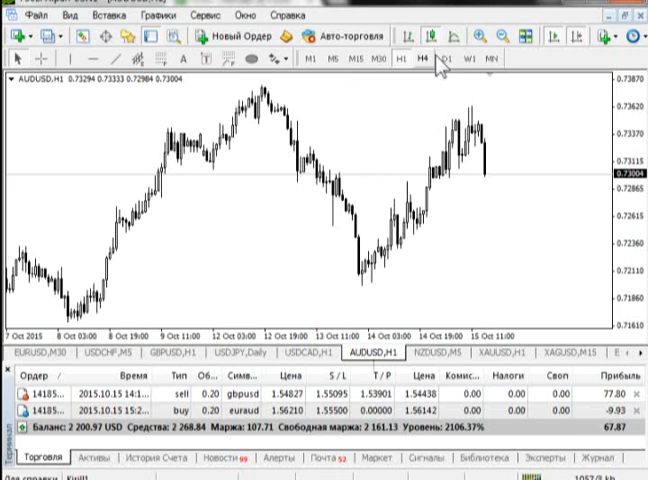 Файл Вид Вставка Графики Сервис Окно Справка
Новый Ордер Авто-торговля
A T M1 M5 M15 M30 H1 H4 D1 W1 MN
AUDUSD,H1 0.73294 0.73333 0.72984 0.73004
0.73870
0.73620
0.73370
0.73115
0.73004
0.72865
0.72615
0.72360
0.72110
0.71860
0.71610
7 Oct 2015 8 Oct 03:00 8 Oct 19:00 9 Oct 11:00 12 Oct 03:00 12 Oct 19:00 13 Oct 11:00 14 Oct 03:00 14 Oct 19:00 15 Oct 11:00
EURUSD,M30 USDCHF,M5 GBPUSD,H1 USDJPY,Daily USDCAD,H1 AUDUSD,H1 NZDUSD,M5 XAUUSD,H1 XAGUSD,M15 E
Ордер / Время Тип Об... Симв... Цена S / L T / P Цена Комис... Налоги Своп Прибыль
14185... 2015.10.15 14:1... sell 0.20 gbpusd 1.54827 1.55095 1.53901 1.54438 0.00 0.00 0.00 77.80
14185... 2015.10.15 15:2... buy 0.20 euraud 1.56210 1.55500 0.00000 1.56142 0.00 0.00 0.00 -9.93
Баланс: 2 200.97 USD Средства: 2 268.84 Маржа: 107.71 Свободная маржа: 2 161.13 Уровень: 2106.37% 67.87
Терминал
Торговля Активы История Счета Новости 99 Алерты Почта 52 Маркет Сигналы Библиотека Эксперты Журнал